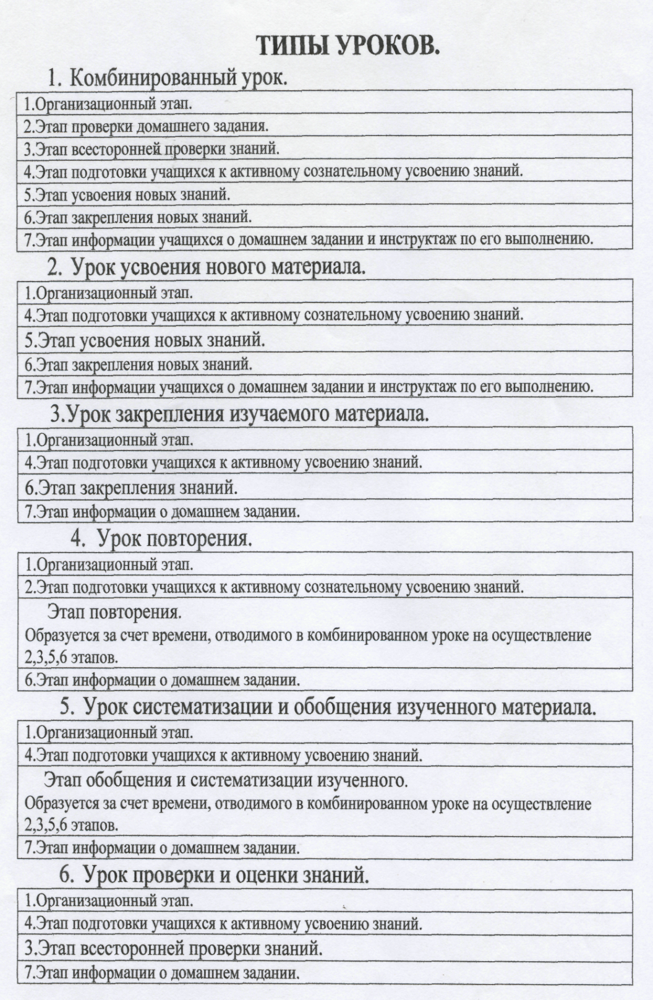 ТИПЫ УРОКОВ.
1. Комбинированный урок.
1.Организационный этап.
2.Этап проверки домашнего задания.
3.Этап всесторонней проверки знаний.
4.Этап подготовки учащихся к активному сознательному усвоению знаний.
5.Этап усвоения новых знаний.
6.Этап закрепления новых знаний.
7.Этап информации учащихся о домашнем задании и инструктаж по его выполнению.
2. Урок усвоения нового материала.
1.Организационный этап.
4.Этап подготовки учащихся к активному сознательному усвоению знаний.
5.Этап усвоения новых знаний.
6.Этап закрепления новых знаний.
7.Этап информации учащихся о домашнем задании и инструктаж по его выполнению.
3.Урок закрепления изучаемого материала.
1.Организационный этап.
4.Этап подготовки учащихся к активному усвоению знаний.
6.Этап закрепления знаний.
7.Этап информации о домашнем задании.
4. Урок повторения.
1.Организационный этап.
2.Этап подготовки учащихся к активному сознательному усвоению знаний.
Этап повторения.
Образуется за счет времени, отводимого в комбинированном уроке на осуществление
2,3,5,6 этапов.
6.Этап информации о домашнем задании.
5. Урок систематизации и обобщения изученного материала.
1.Организационный этап.
4.Этап подготовки учащихся к активному усвоению знаний.
Этап обобщения и систематизации изученного.
Образуется за счет времени, отводимого в комбинированном уроке на осуществление
2,3,5,6 этапов.
7.Этап информации о домашнем задании.
6. Урок проверки и оценки знаний.
1.Организационный этап.
4.Этап подготовки учащихся к активному усвоению знаний.
3.Этап всесторонней проверки знаний.
7.Этап информации о домашнем задании.